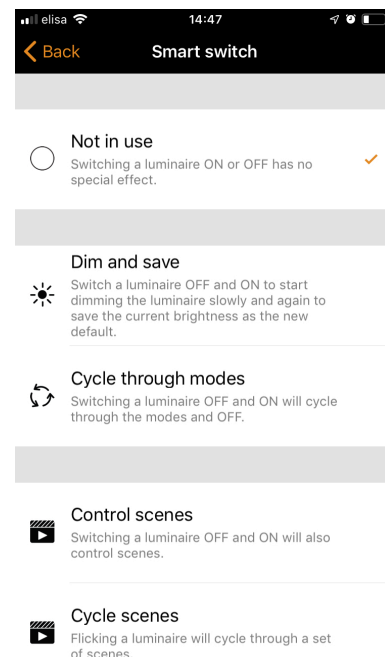 elisa 14:47
Back Smart switch
Not in use
Switching a luminaire ON or OFF has no
special effect.
Dim and save
Switch a luminaire OFF and ON to start
dimming the luminaire slowly and again to
save the current brightness as the new
default.
Cycle through modes
Switching a luminaire OFF and ON will cycle
through the modes and OFF.
Control scenes
Switching a luminaire OFF and ON will also
control scenes.
Cycle scenes
Flicking a luminaire will cycle through a set
of scenes